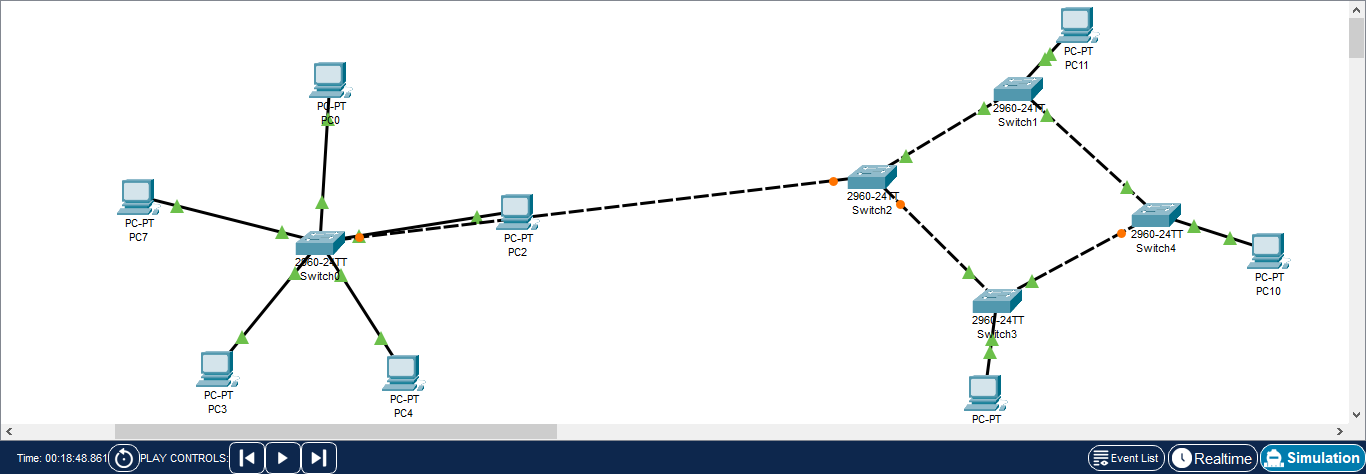 PC-PT
PC11
2960-24TT
Switch1
PC-PT
PC0
2960-24TT
Switch2
PC-PT
PC7
PC-PT
PC2
2960-24TT
Switch4
2960-24TT
Switch0
PC-PT
PC10
2960-24TT
Switch3
PC-PT
PC3
PC-PT
PC4
PC-PT
Time: 00:18:48.861 PLAY CONTROLS: Event List Realtime Simulation